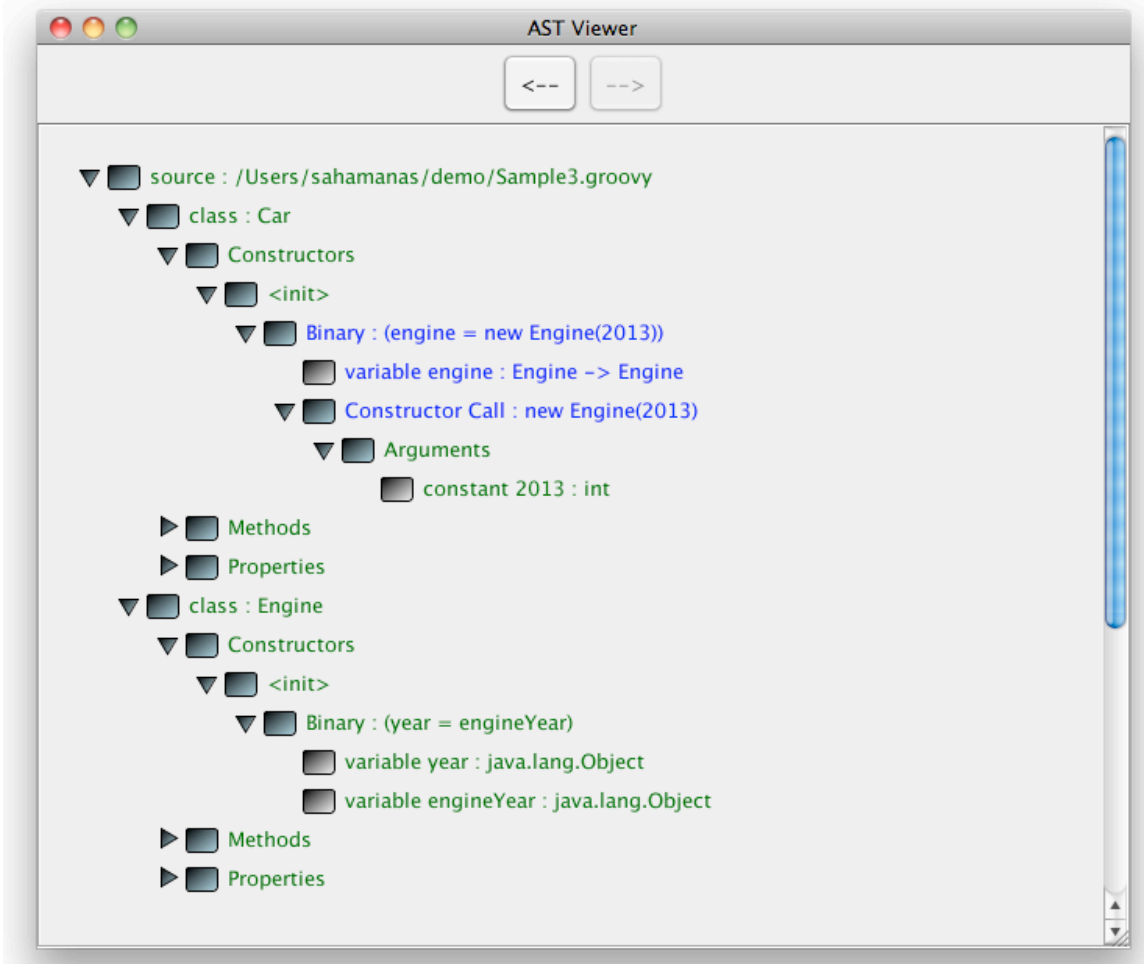 AST Viewer
<-- -->
source : /Users/sahamanas/demo/Sample3.groovy
class : Car
Constructors
<init>
Binary : (engine = new Engine(2013))
variable engine : Engine -> Engine
Constructor Call : new Engine(2013)
Arguments
constant 2013 : int
Methods
Properties
class : Engine
Constructors
<init>
Binary : (year = engineYear)
variable year : java.lang.Object
variable engineYear : java.lang.Object
Methods
Properties